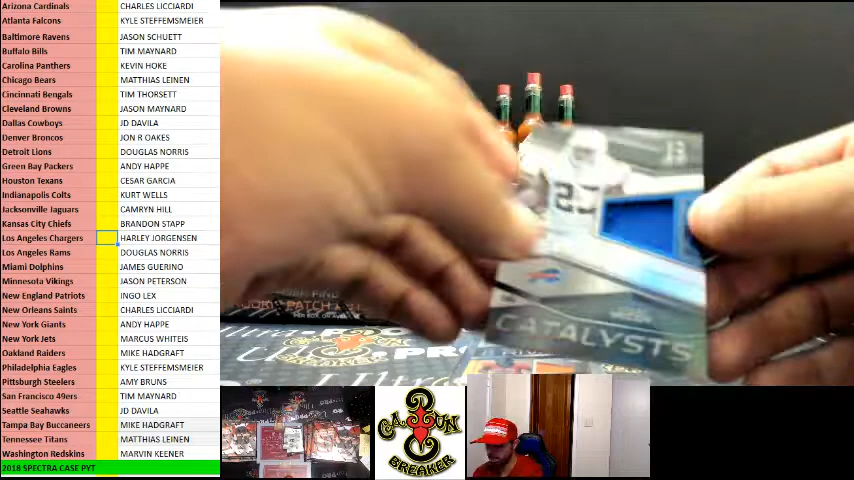 Arizona Cardinals CHARLES LICCIARDI
Atlanta Falcons KYLE STEFFEMSMEIER
Baltimore Ravens JASON SCHUETT
Buffalo Bills TIM MAYNARD
Carolina Panthers KEVIN HOKE
Chicago Bears MATTHIAS LEINEN
Cincinnati Bengals TIM THORSETT
Cleveland Browns JASON MAYNARD
Dallas Cowboys JD DAVILA
Denver Broncos JON R OAKES
Detroit Lions DOUGLAS NORRIS
Green Bay Packers ANDY HAPPE
Houston Texans CESAR GARCIA
Indianapolis Colts KURT WELLS
Jacksonville Jaguars CAMRYN HILL
Kansas City Chiefs BRANDON STAPP
Los Angeles Chargers HARLEY JORGENSEN
Los Angeles Rams DOUGLAS NORRIS
Miami Dolphins JAMES GUERINO
Minnesota Vikings JASON PETERSON
New England Patriots INGO LEX
New Orleans Saints CHARLES LICCIARDI
New York Giants ANDY HAPPE
New York Jets MARCUS WHITEIS
Oakland Raiders MIKE HADGRAFT
Philadelphia Eagles KYLE STEFFEMSMEIER
Pittsburgh Steelers AMY BRUNS
San Francisco 49ers TIM MAYNARD
Seattle Seahawks JD DAVILA
Tampa Bay Buccaneers MIKE HADGRAFT
Tennessee Titans MATTHIAS LEINEN
Washington Redskins MARVIN KEENER
2018 SPECTRA CASE PYT
CATALYSTS
PATCH
CAJUN
BREAKER